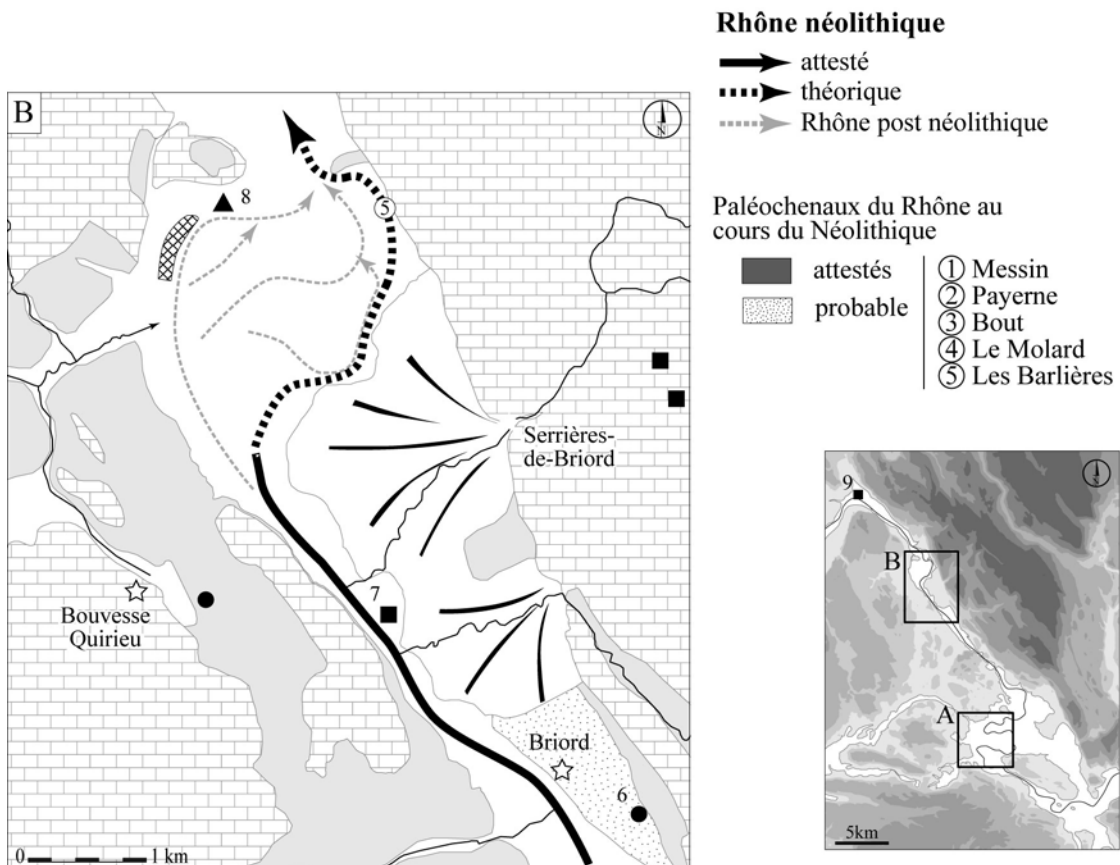 B
N
8
5
Serrières-
de-Briord
7
Bouvesse
Quirieu
Briord
6
0 1 km
Rhône néolithique
attesté
théorique
Rhône post néolithique
Paléochenaux du Rhône au
cours du Néolithique
attestés
probable
1 Messin
2 Payerne
3 Bout
4 Le Molard
5 Les Barlières
9
N
B
A
5km